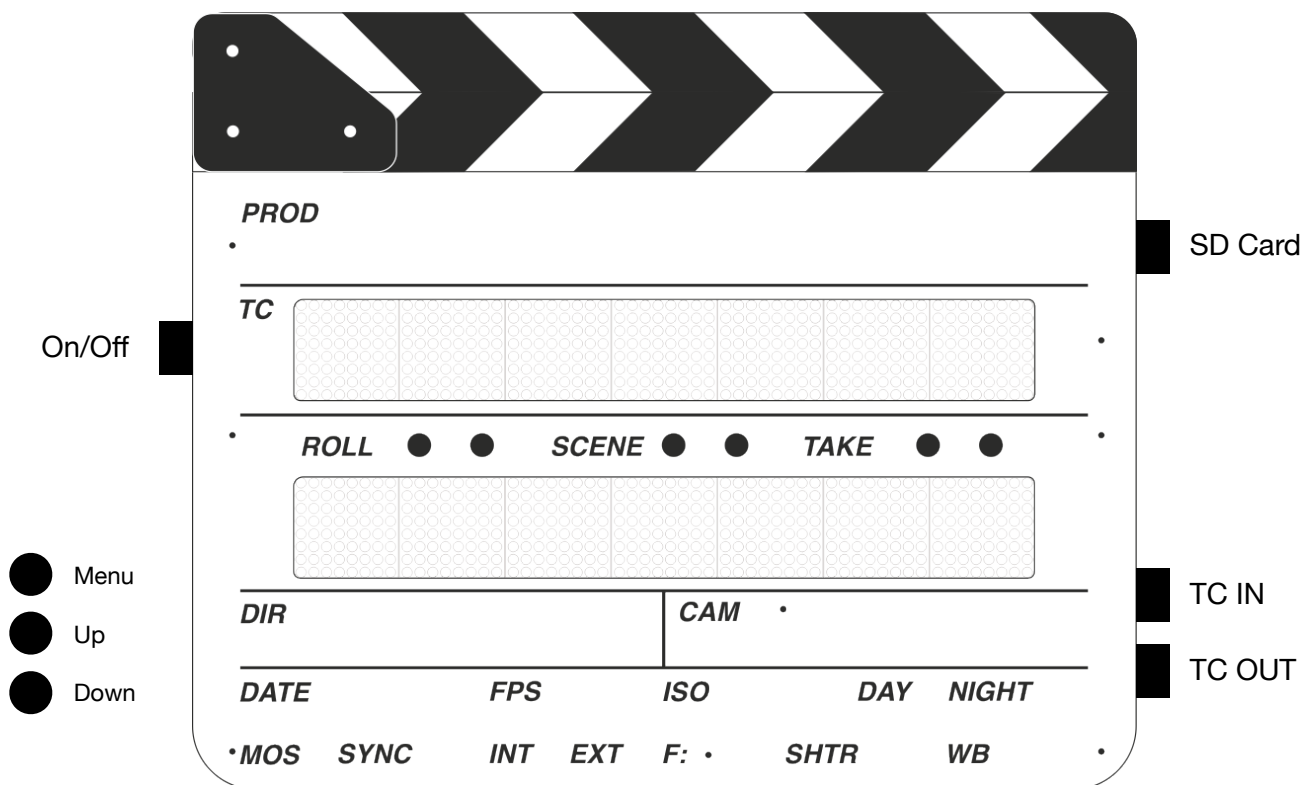 PROD
SD Card
TC
On/Off
ROLL SCENE TAKE
Menu
TC IN
DIR CAM
Up
TC OUT
Down DATE FPS ISO DAY NIGHT
MOS SYNC INT EXT F: SHTR WB